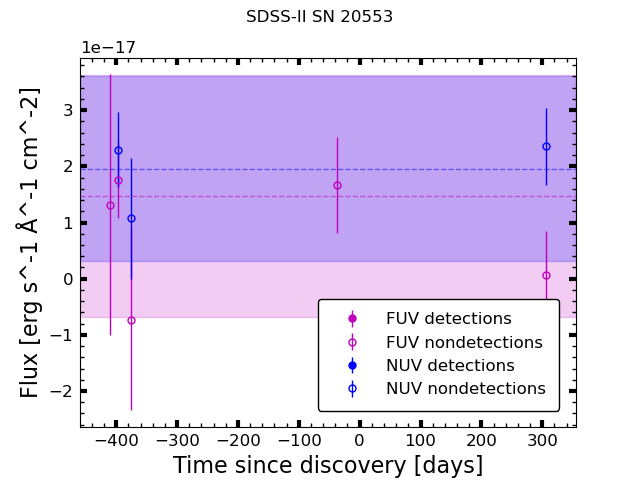 SDSS-II SN 20553
1e−17
3
2
1
0
−1
−2
Flux [erg s^-1 Å^-1 cm^-2]
FUV detections
FUV nondetections
NUV detections
NUV nondetections
−400 −300 −200 −100 0 100 200 300
Time since discovery [days]